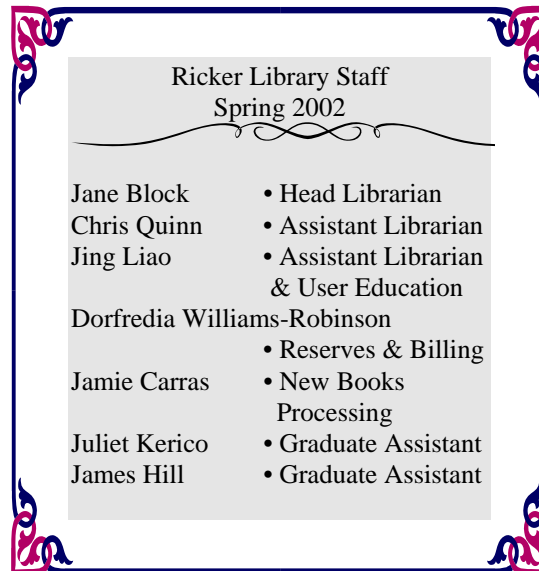 Ricker Library Staff
Spring 2002
Jane Block • Head Librarian
Chris Quinn • Assistant Librarian
Jing Liao • Assistant Librarian
& User Education
Dorfredia Williams-Robinson
• Reserves & Billing
Jamie Carras • New Books
Processing
Juliet Kerico • Graduate Assistant
James Hill • Graduate Assistant